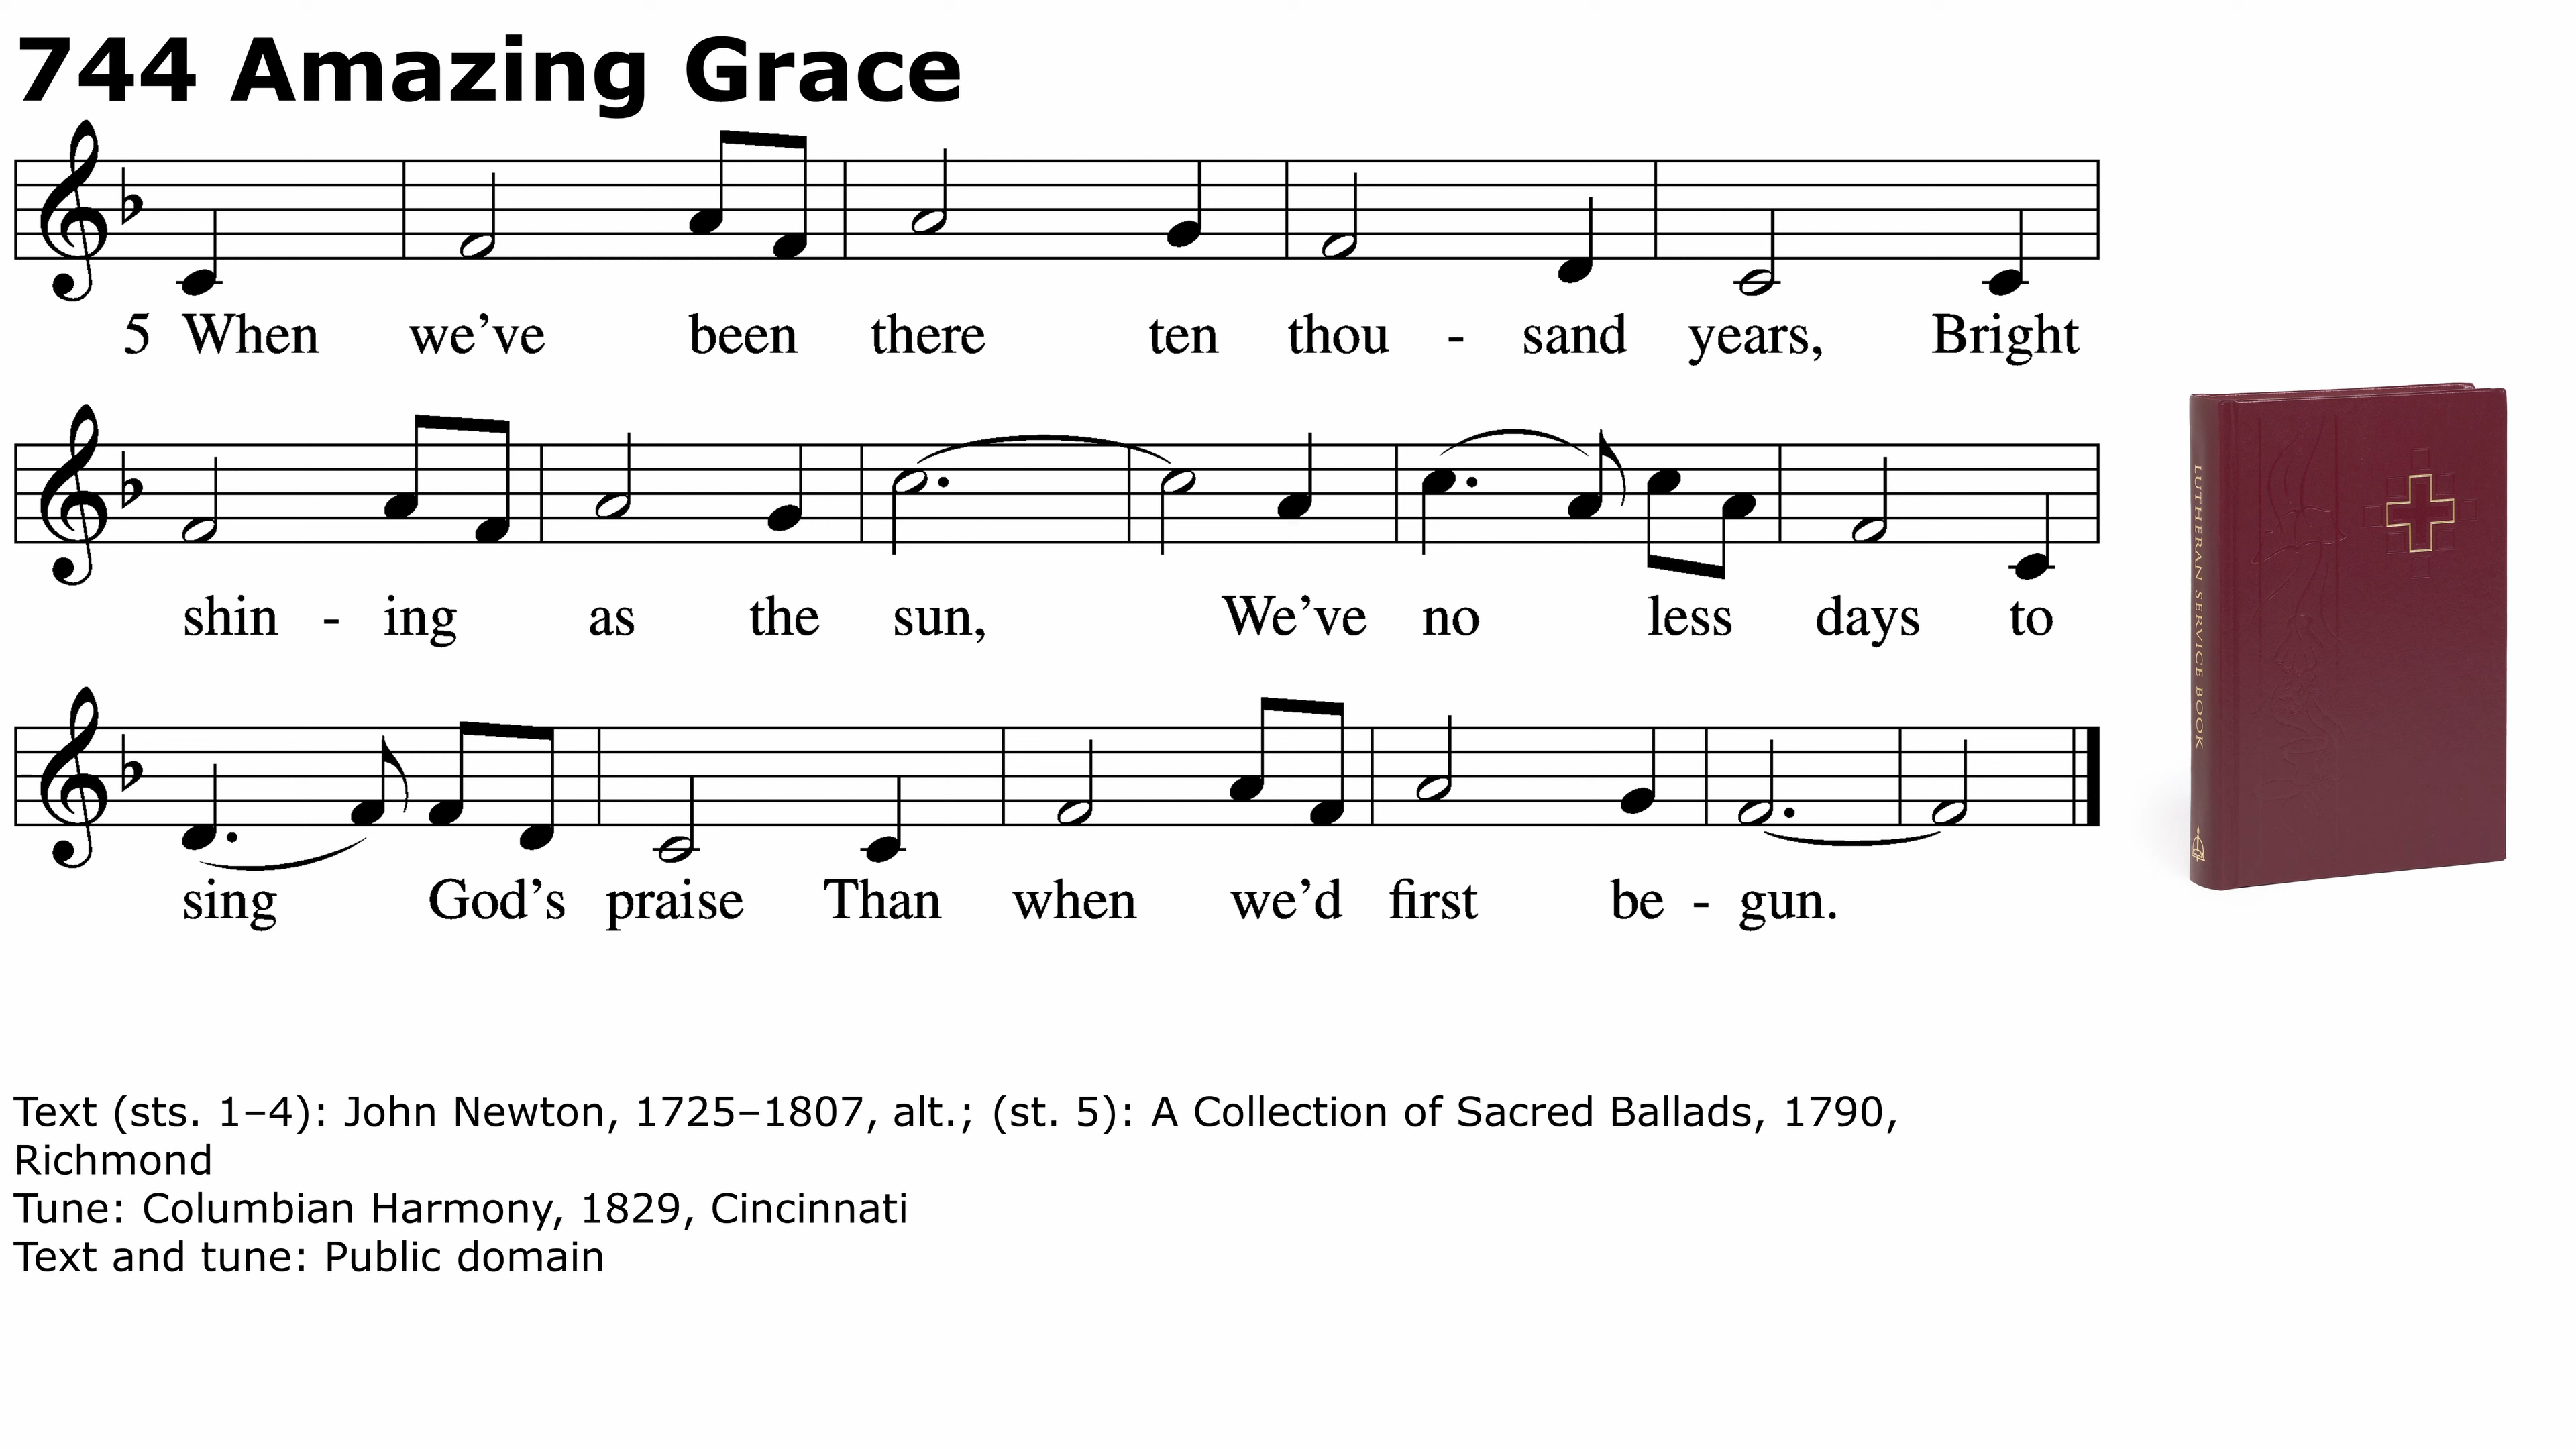 744 Amazing Grace
5 When we’ve been there ten thou - sand years, Bright
shin - ing as the sun, We’ve no less days to
sing God’s praise Than when we’d first be - gun.
LUTHERAN SERVICE BOOK
Text (sts. 1–4): John Newton, 1725–1807, alt.; (st. 5): A Collection of Sacred Ballads, 1790,
Richmond
Tune: Columbian Harmony, 1829, Cincinnati
Text and tune: Public domain